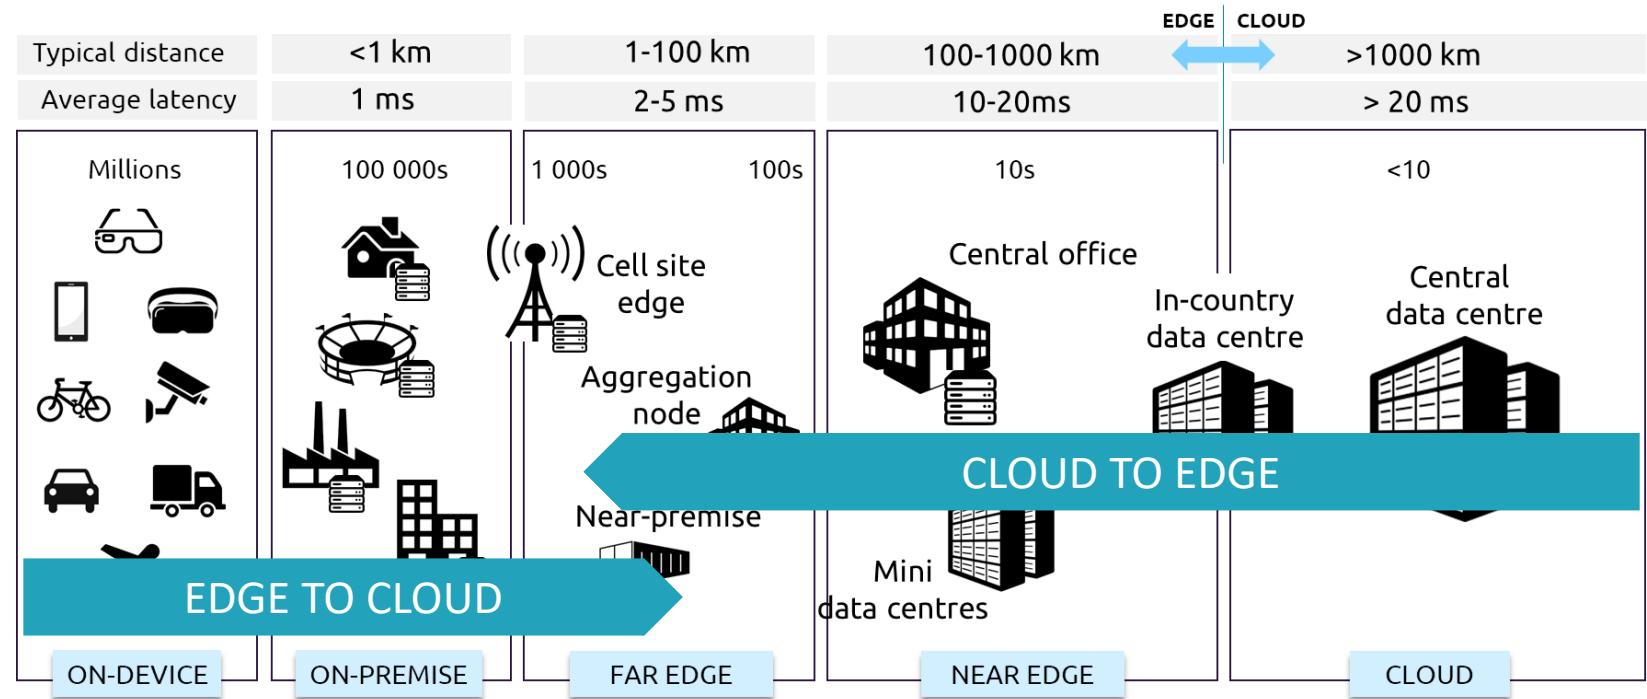 EDGE CLOUD
Typical distance <1 km 1-100 km 100-1000 km >1000 km
Average latency 1 ms 2-5 ms 10-20ms > 20 ms
Millions 100 000s 1 000s 100s 10s <10
Cell site
edge
Aggregation
node
Near-premise
Central office
Mini
data centres
In-country
data centre
Central
data centre
CLOUD TO EDGE
EDGE TO CLOUD
ON-DEVICE ON-PREMISE FAR EDGE NEAR EDGE CLOUD